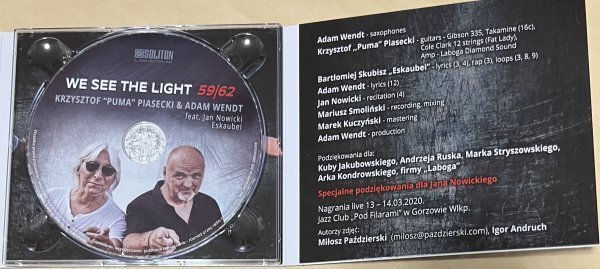 SOLITON
WE SEE THE LIGHT 59/62
KRZYSZTOF "PUMA" PIASECKI & ADAM WENDT
feat. Jan Nowicki
Eskaubei
Adam Wendt - saxophones
Krzysztof „Puma” Piasecki - guitars - Gibson 335, Takamine (16c),
Cole Clark 12 strings (Fat Lady),
Amp - Laboga Diamond Sound
Bartłomiej Skubisz „Eskaubei" - lyrics (3, 4), rap (3), loops (3, 8, 9)
Adam Wendt - lyrics (12)
Jan Nowicki - recitation (4)
Mariusz Smoliński - recording, mixing
Marek Kuczyński - mastering
Adam Wendt - production
Podziękowania dla:
Kuby Jakubowskiego, Andrzeja Ruska, Marka Stryszowskiego,
Arka Kondrowskiego, firmy „Laboga”
Specjalne podziękowania dla Jana Nowickiego
Nagrania live 13 - 14.03.2020.
Jazz Club „Pod Filarami” w Gorzowie Wlkp.
Autorzy zdjęć:
Miłosz Paździerski (milosz@pazdzierski.com), Igor Andruch